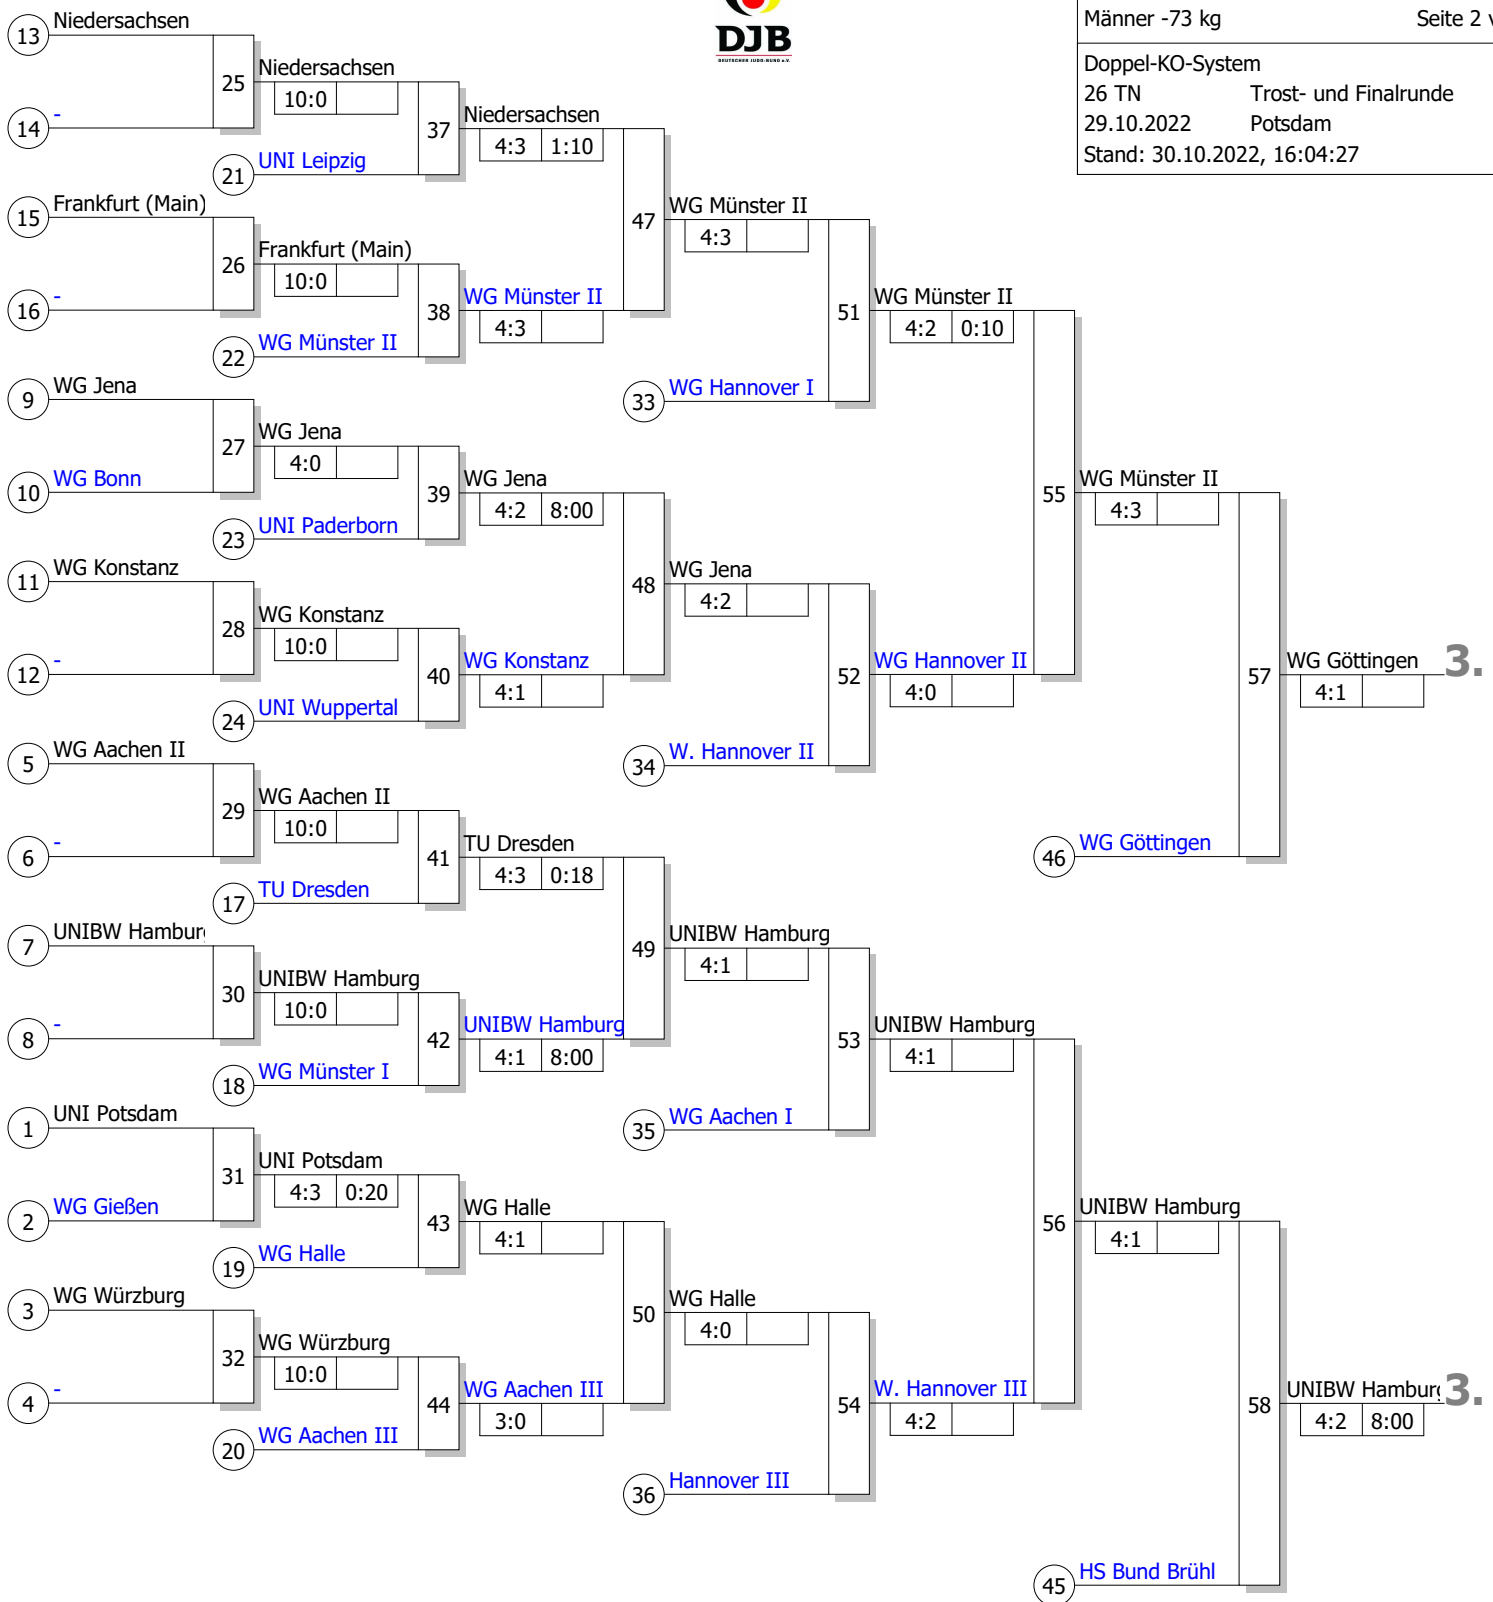 DJB
DEUTSCHER JUDO-BUND e.V.
Männer -73 kg Seite 2 v
Doppel-KO-System
26 TN Trost- und Finalrunde
29.10.2022 Potsdam
Stand: 30.10.2022, 16:04:27
13 Niedersachsen
25 Niedersachsen
10:0
14 -
37 Niedersachsen
4:3 1:10
21 UNI Leipzig
15 Frankfurt (Main)
47 WG Münster II
4:3
26 Frankfurt (Main)
10:0
16 -
38 WG Münster II
4:3
22 WG Münster II
51 WG Münster II
4:2 0:10
9 WG Jena
33 WG Hannover I
27 WG Jena
4:0
10 WG Bonn
39 WG Jena
4:2 8:00
23 UNI Paderborn
55 WG Münster II
4:3
11 WG Konstanz
48 WG Jena
4:2
28 WG Konstanz
10:0
12 -
40 WG Konstanz
4:1
24 UNI Wuppertal
52 WG Hannover II
4:0
57 WG Göttingen 3.
4:1
5 WG Aachen II
34 W. Hannover II
29 WG Aachen II
10:0
6 -
41 TU Dresden
4:3 0:18
46 WG Göttingen
17 TU Dresden
7 UNIBW Hamburg
49 UNIBW Hamburg
4:1
30 UNIBW Hamburg
10:0
8 -
42 UNIBW Hamburg
4:1 8:00
18 WG Münster I
53 UNIBW Hamburg
4:1
1 UNI Potsdam
35 WG Aachen I
31 UNI Potsdam
4:3 0:20
2 WG Gießen
43 WG Halle
4:1
19 WG Halle
56 UNIBW Hamburg
4:1
3 WG Würzburg
50 WG Halle
4:0
32 WG Würzburg
10:0
4 -
44 WG Aachen III
3:0
20 WG Aachen III
54 W. Hannover III
4:2
58 UNIBW Hamburg 3.
4:2 8:00
36 Hannover III
45 HS Bund Brühl